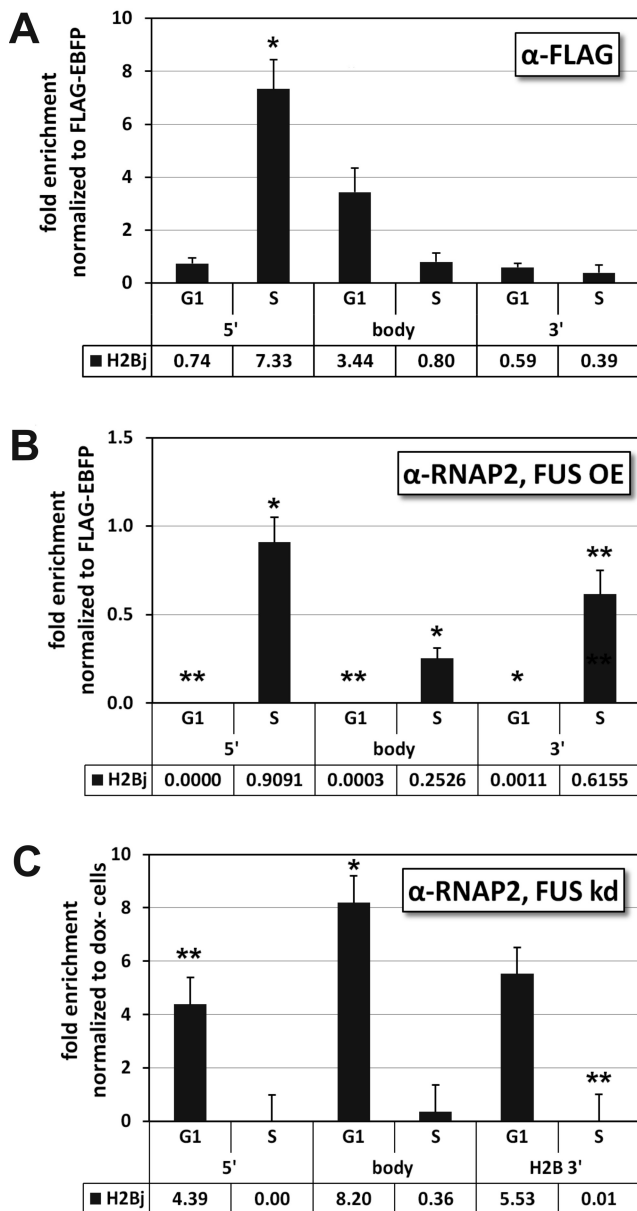 A
fold enrichment
normalized to FLAG-EBFP
10
8
6
4
2
0
α-FLAG
*
G1 S G1 S G1 S
5' body 3'
H2Bj 0.74 7.33 3.44 0.80 0.59 0.39
B
fold enrichment
normalized to FLAG-EBFP
1.5
1.0
0.5
0.0
α-RNAP2, FUS OE
** * ** * * ** **
G1 S G1 S G1 S
5' body 3'
H2Bj 0.0000 0.9091 0.0003 0.2526 0.0011 0.6155
C
fold enrichment
normalized to dox- cells
10
8
6
4
2
0
α-RNAP2, FUS kd
** * **
G1 S G1 S G1 S
5' body H2B 3'
H2Bj 4.39 0.00 8.20 0.36 5.53 0.01